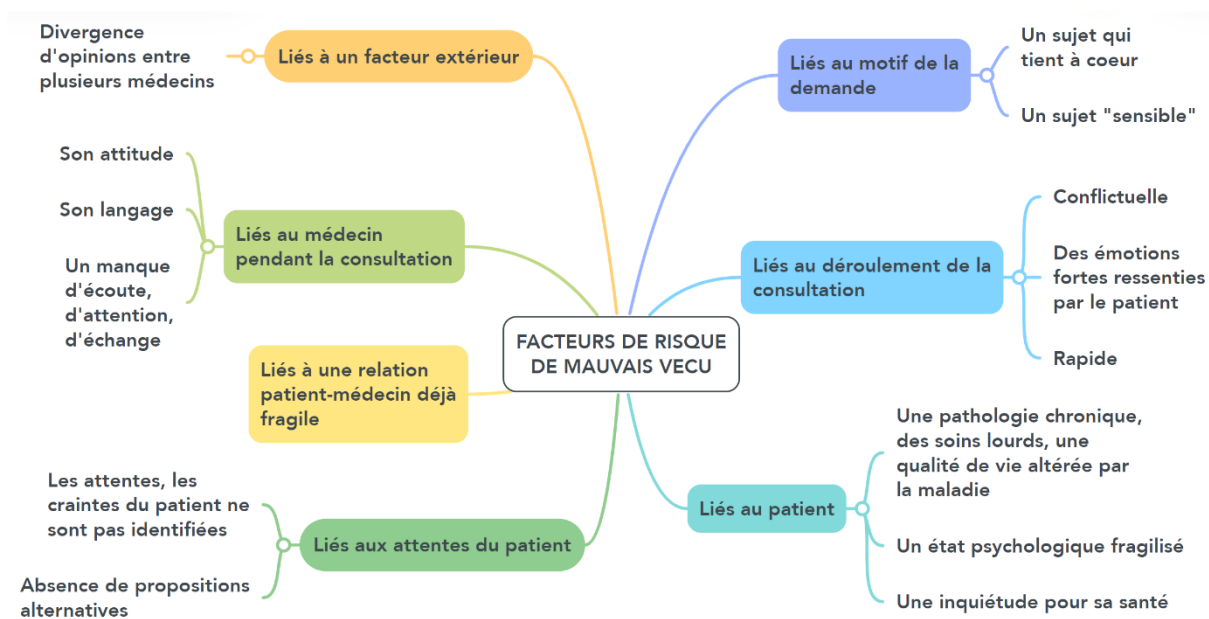 FACTEURS DE RISQUE
DE MAUVAIS VECU
Liés à un facteur extérieur
Divergence
d'opinions entre
plusieurs médecins
Liés au médecin
pendant la consultation
Son attitude
Son langage
Un manque
d'écoute,
d'attention,
d'échange
Liés à une relation
patient-médecin déjà
fragile
Liés aux attentes du patient
Les attentes, les
craintes du patient ne
sont pas identifiées
Absence de propositions
alternatives
Liés au motif de la
demande
Un sujet qui
tient à coeur
Un sujet "sensible"
Liés au déroulement de la
consultation
Conflictuelle
Des émotions
fortes ressenties
par le patient
Rapide
Liés au patient
Une pathologie chronique,
des soins lourds, une
qualité de vie altérée par
la maladie
Un état psychologique fragilisé
Une inquiétude pour sa santé